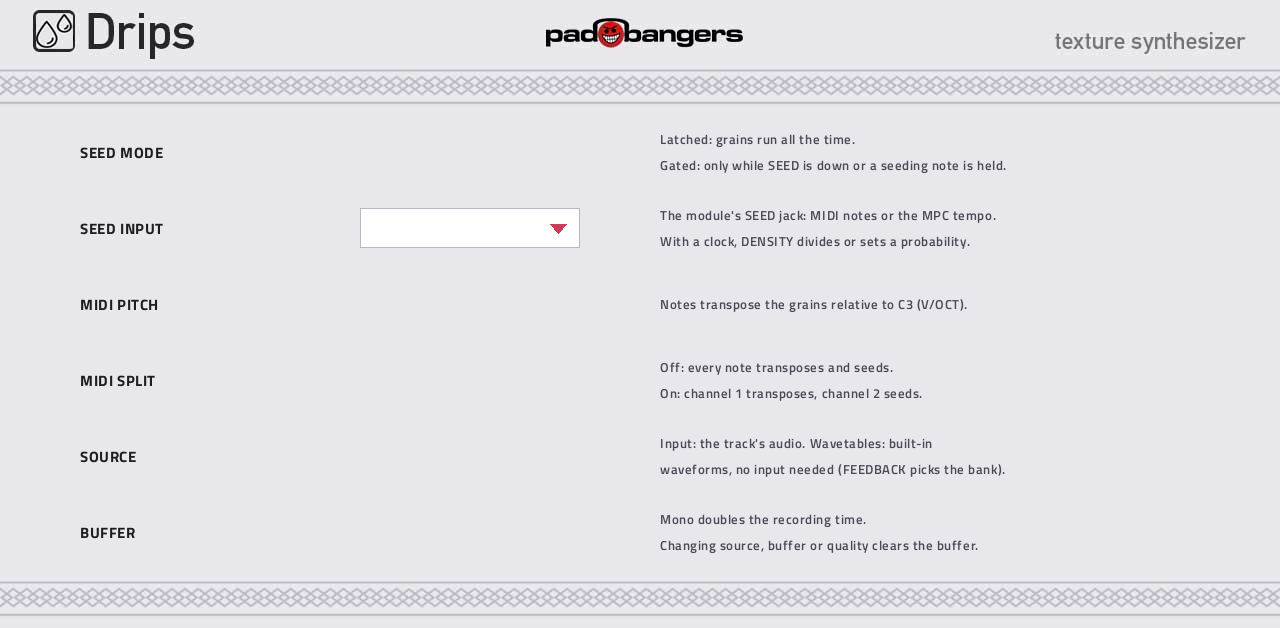 Drips
pad bangers
texture synthesizer
SEED MODE
Latched: grains run all the time.
Gated: only while SEED is down or a seeding note is held.
SEED INPUT
The module's SEED jack: MIDI notes or the MPC tempo.
With a clock, DENSITY divides or sets a probability.
MIDI PITCH
Notes transpose the grains relative to C3 (V/OCT).
MIDI SPLIT
Off: every note transposes and seeds.
On: channel 1 transposes, channel 2 seeds.
SOURCE
Input: the track's audio. Wavetables: built-in
waveforms, no input needed (FEEDBACK picks the bank).
BUFFER
Mono doubles the recording time.
Changing source, buffer or quality clears the buffer.